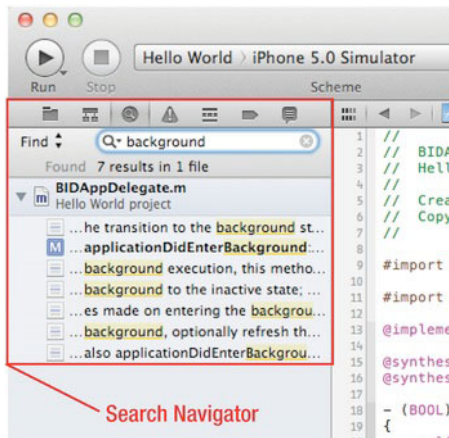 Hello World › iPhone 5.0 Simulator
Run
Stop
Scheme
Find
background
Found 7 results in 1 file
BIDAppDelegate.m
Hello World project
...he transition to the background st...
M ...applicationDidEnterBackground:...
...background execution, this metho...
...background to the inactive state; ...
...es made on entering the backgrou...
...background, optionally refresh th...
...also applicationDidEnterBackgrou...
Search Navigator
1 //
2 // BIDA
3 // Hell
4 //
5 // Crea
6 // Copy
7 //
8
9 #import
10
11 #import
12
13 @impleme
14
15 @synthes
16 @synthes
17
18 - (BOOL)
19 {